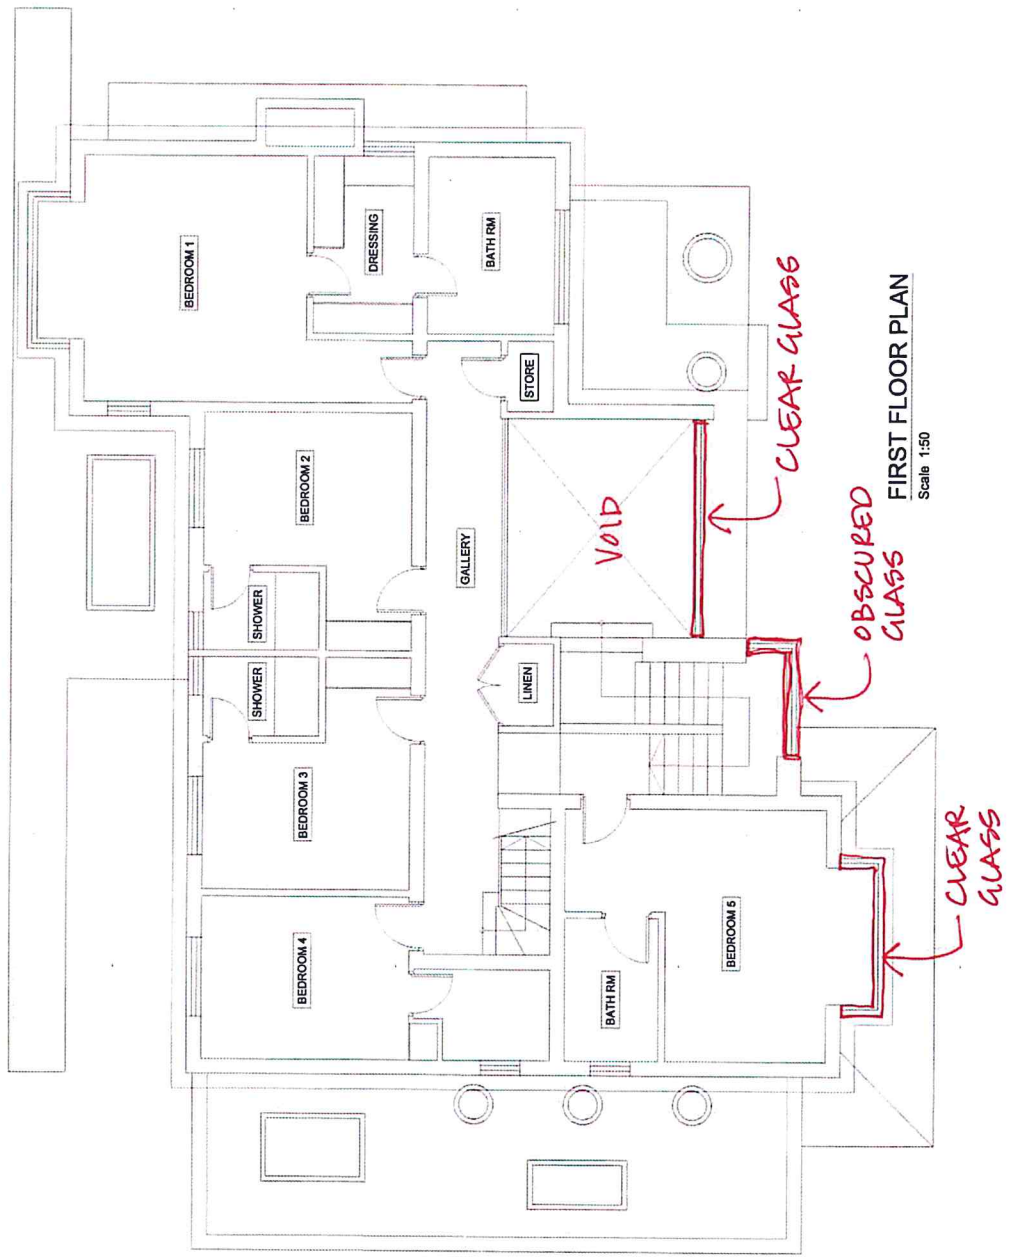 BEDROOM 1
DRESSING
BATH RM
STORE
BEDROOM 2
SHOWER
SHOWER
GALLERY
VOID
LINEN
BEDROOM 3
BEDROOM 4
BATH RM
BEDROOM 5
CLEAR GLASS
OBSCURED
GLASS
CLEAR
GLASS
FIRST FLOOR PLAN
Scale 1:50